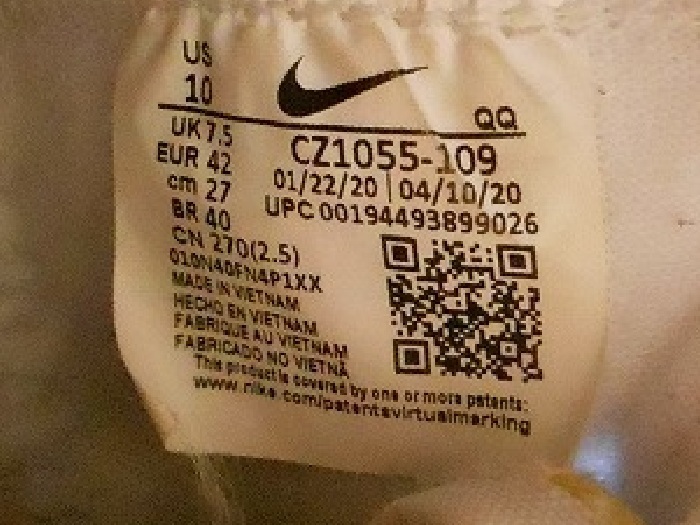 US
10
QQ
UK 7.5
EUR 42
cm 27
BR 40
CN 270(2.5)
CZ1055-109
01/22/20 | 04/10/20
UPC 00194493899026
010N40FN4P1XX
MADE IN VIETNAM
HECHO EN VIETNAM
FABRIQUE AU VIETNAM
FABRICADO NO VIETNÃ
This product is covered by one or more patents:
www.nike.com/patentsvirtualmarking